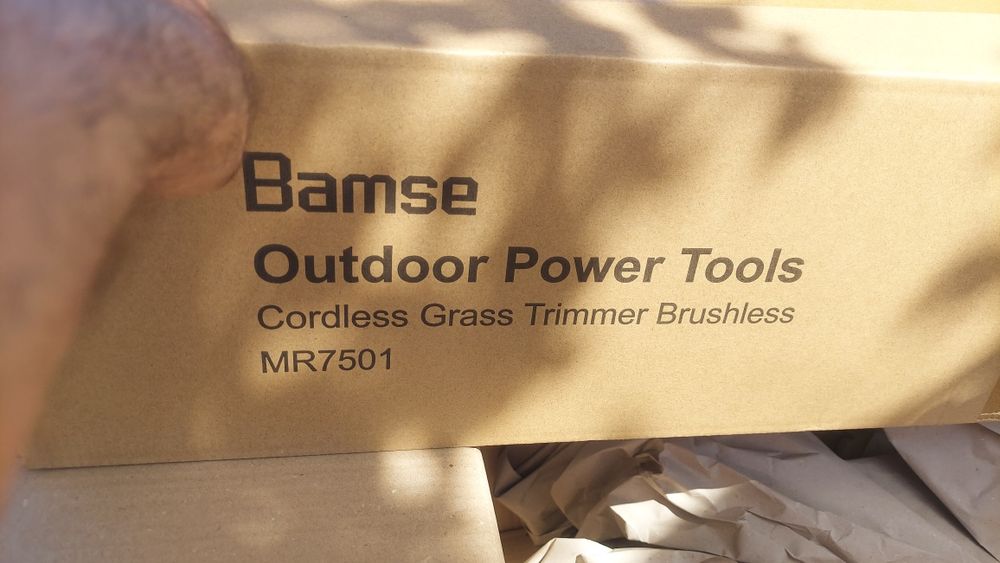 Bamse
Outdoor Power Tools
Cordless Grass Trimmer Brushless
MR7501